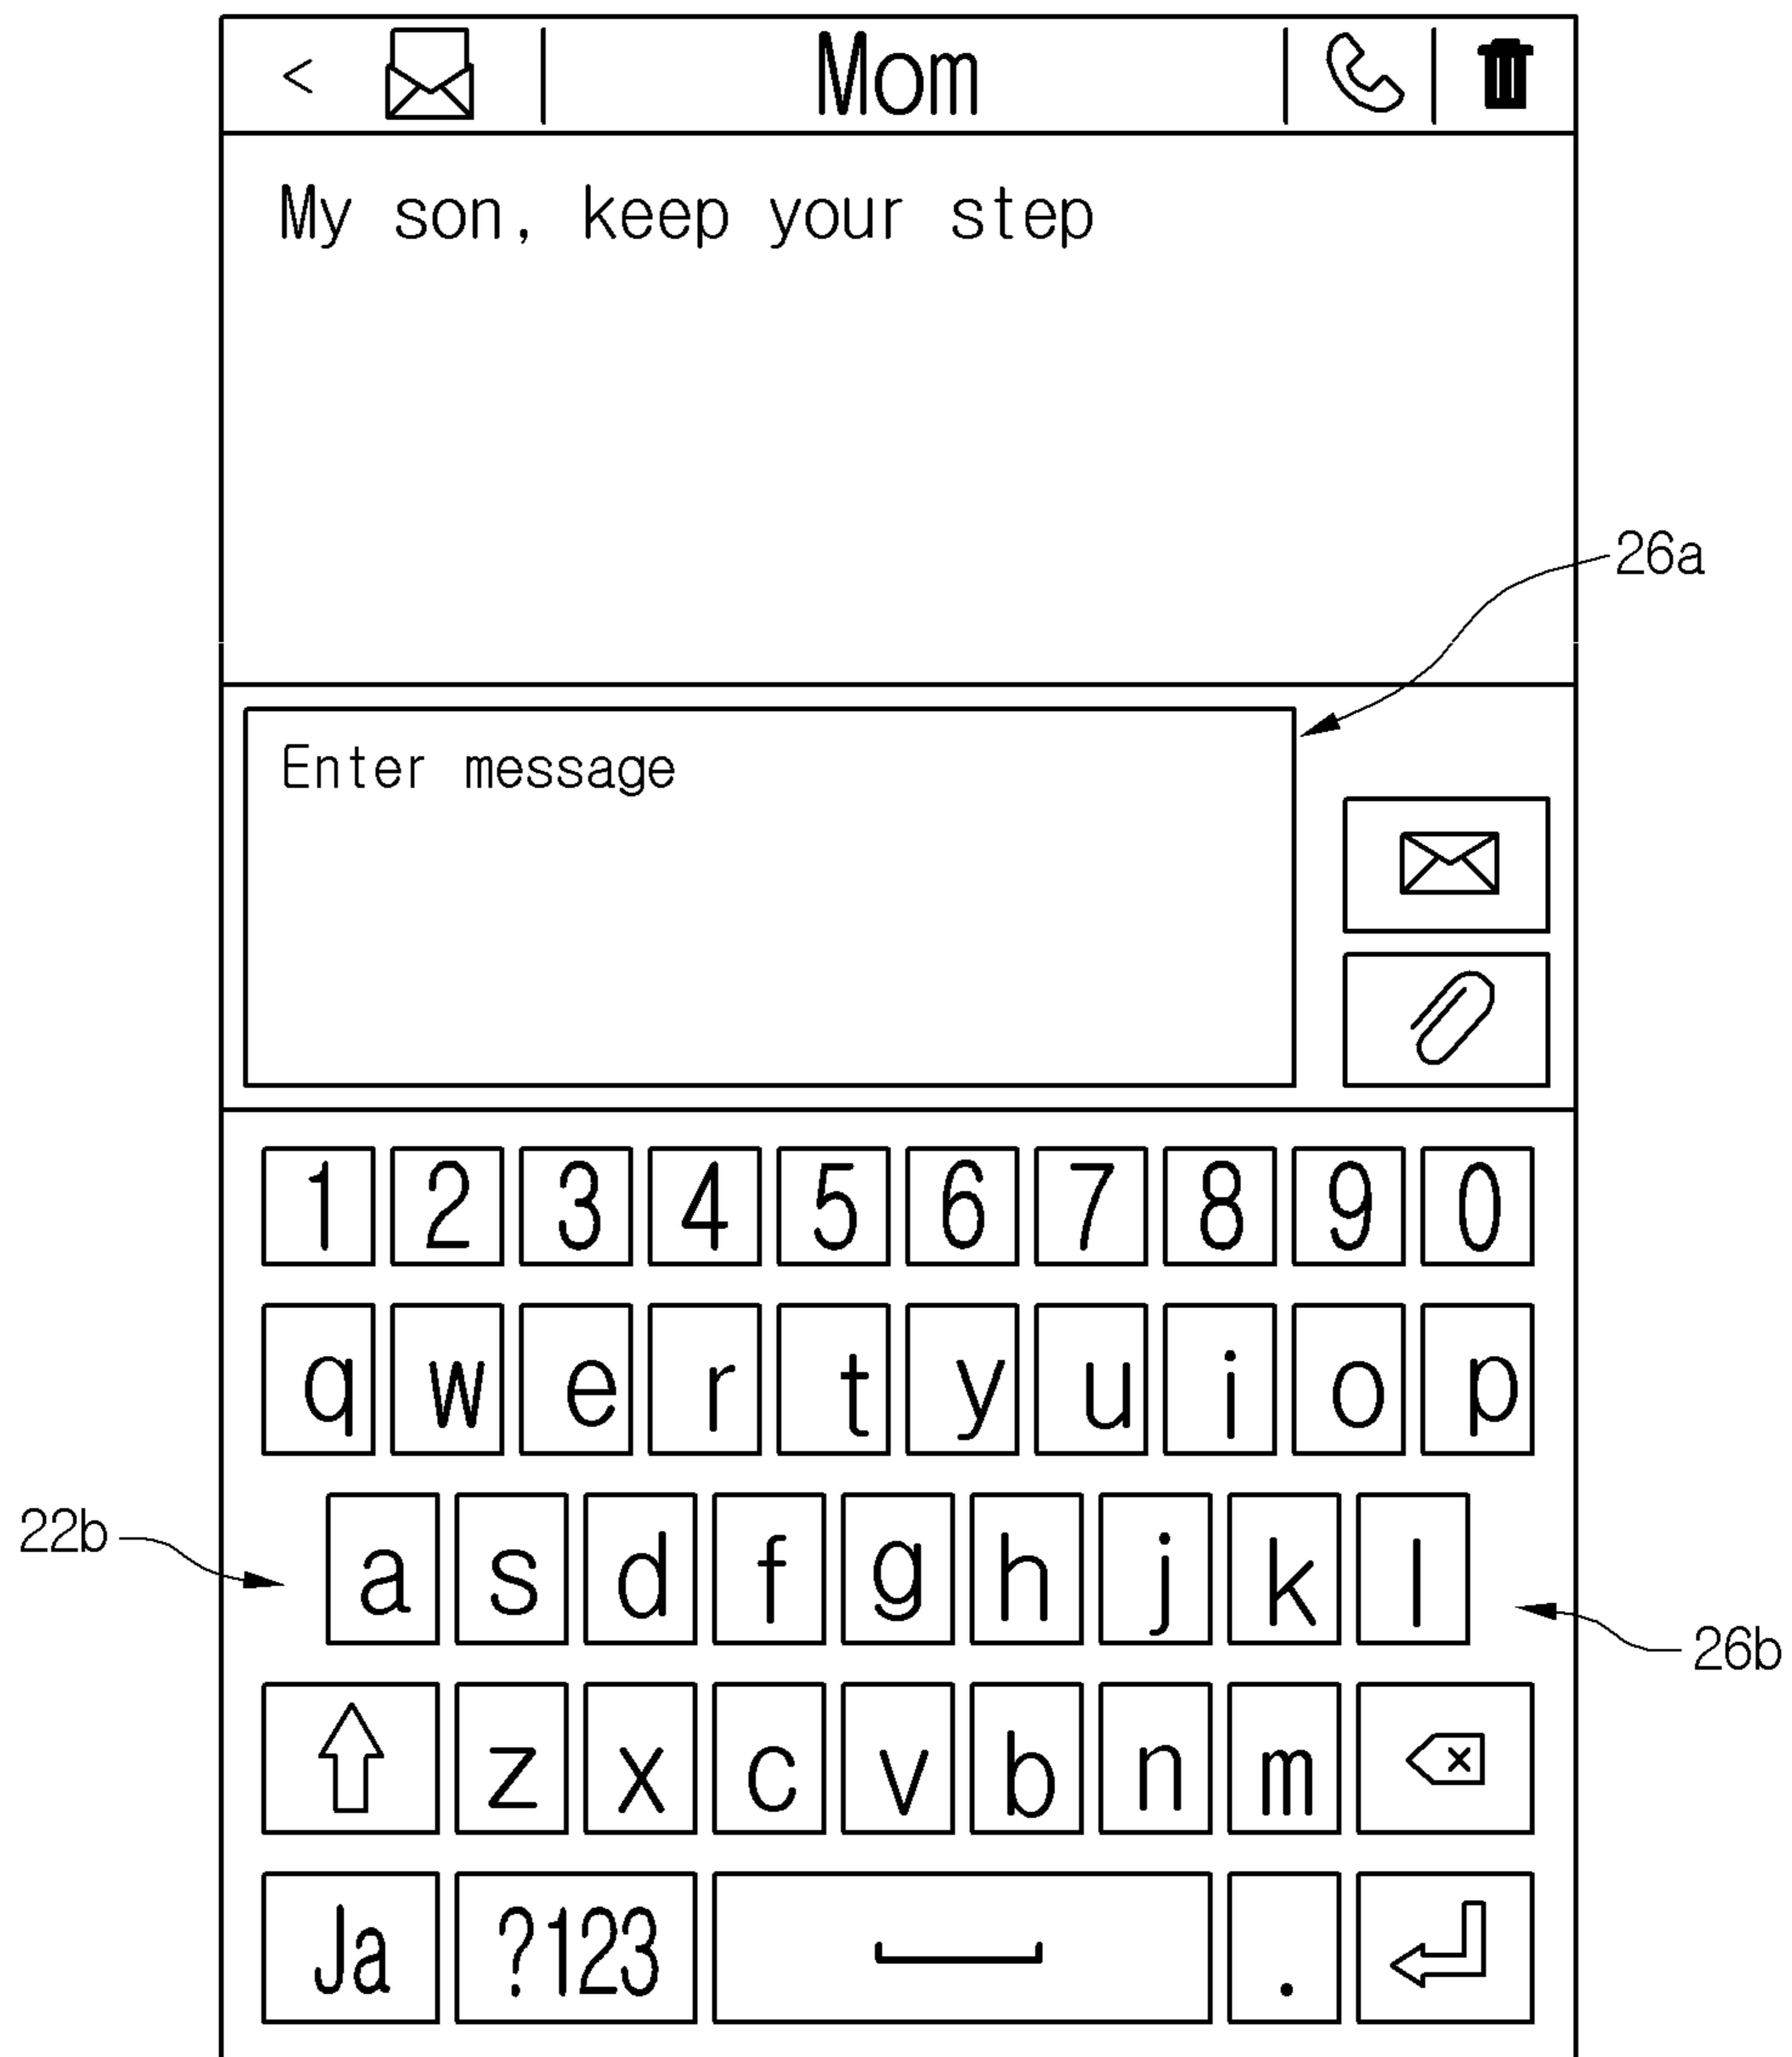 < Mom
My son, keep your step
26a
Enter message
1 2 3 4 5 6 7 8 9 0
q w e r t y u i o p
22b
a s d f g h j k l
26b
z x c v b n m
Ja ?123 .